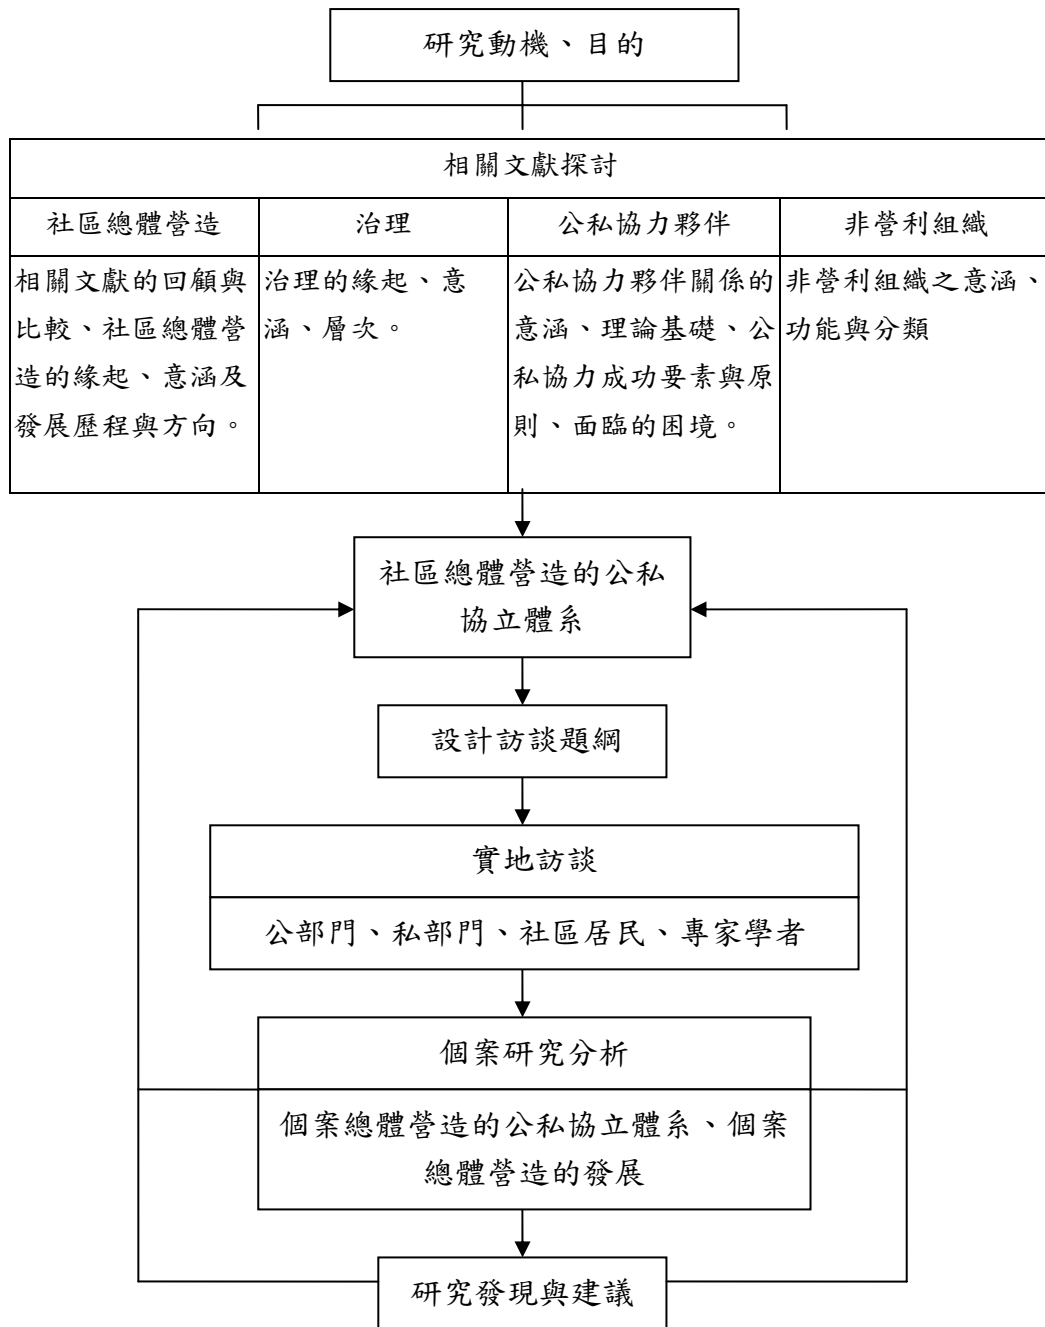 研究動機、目的
相關文獻探討
社區總體營造
治理
公私協力夥伴
非營利組織
相關文獻的回顧與
比較、社區總體營
造的緣起、意涵及
發展歷程與方向。
治理的緣起、意
涵、層次。
公私協力夥伴關係的
意涵、理論基礎、公
私協力成功要素與原
則、面臨的困境。
非營利組織之意涵、
功能與分類
社區總體營造的公私
協立體系
設計訪談題綱
實地訪談
公部門、私部門、社區居民、專家學者
個案研究分析
個案總體營造的公私協立體系、個案
總體營造的發展
研究發現與建議